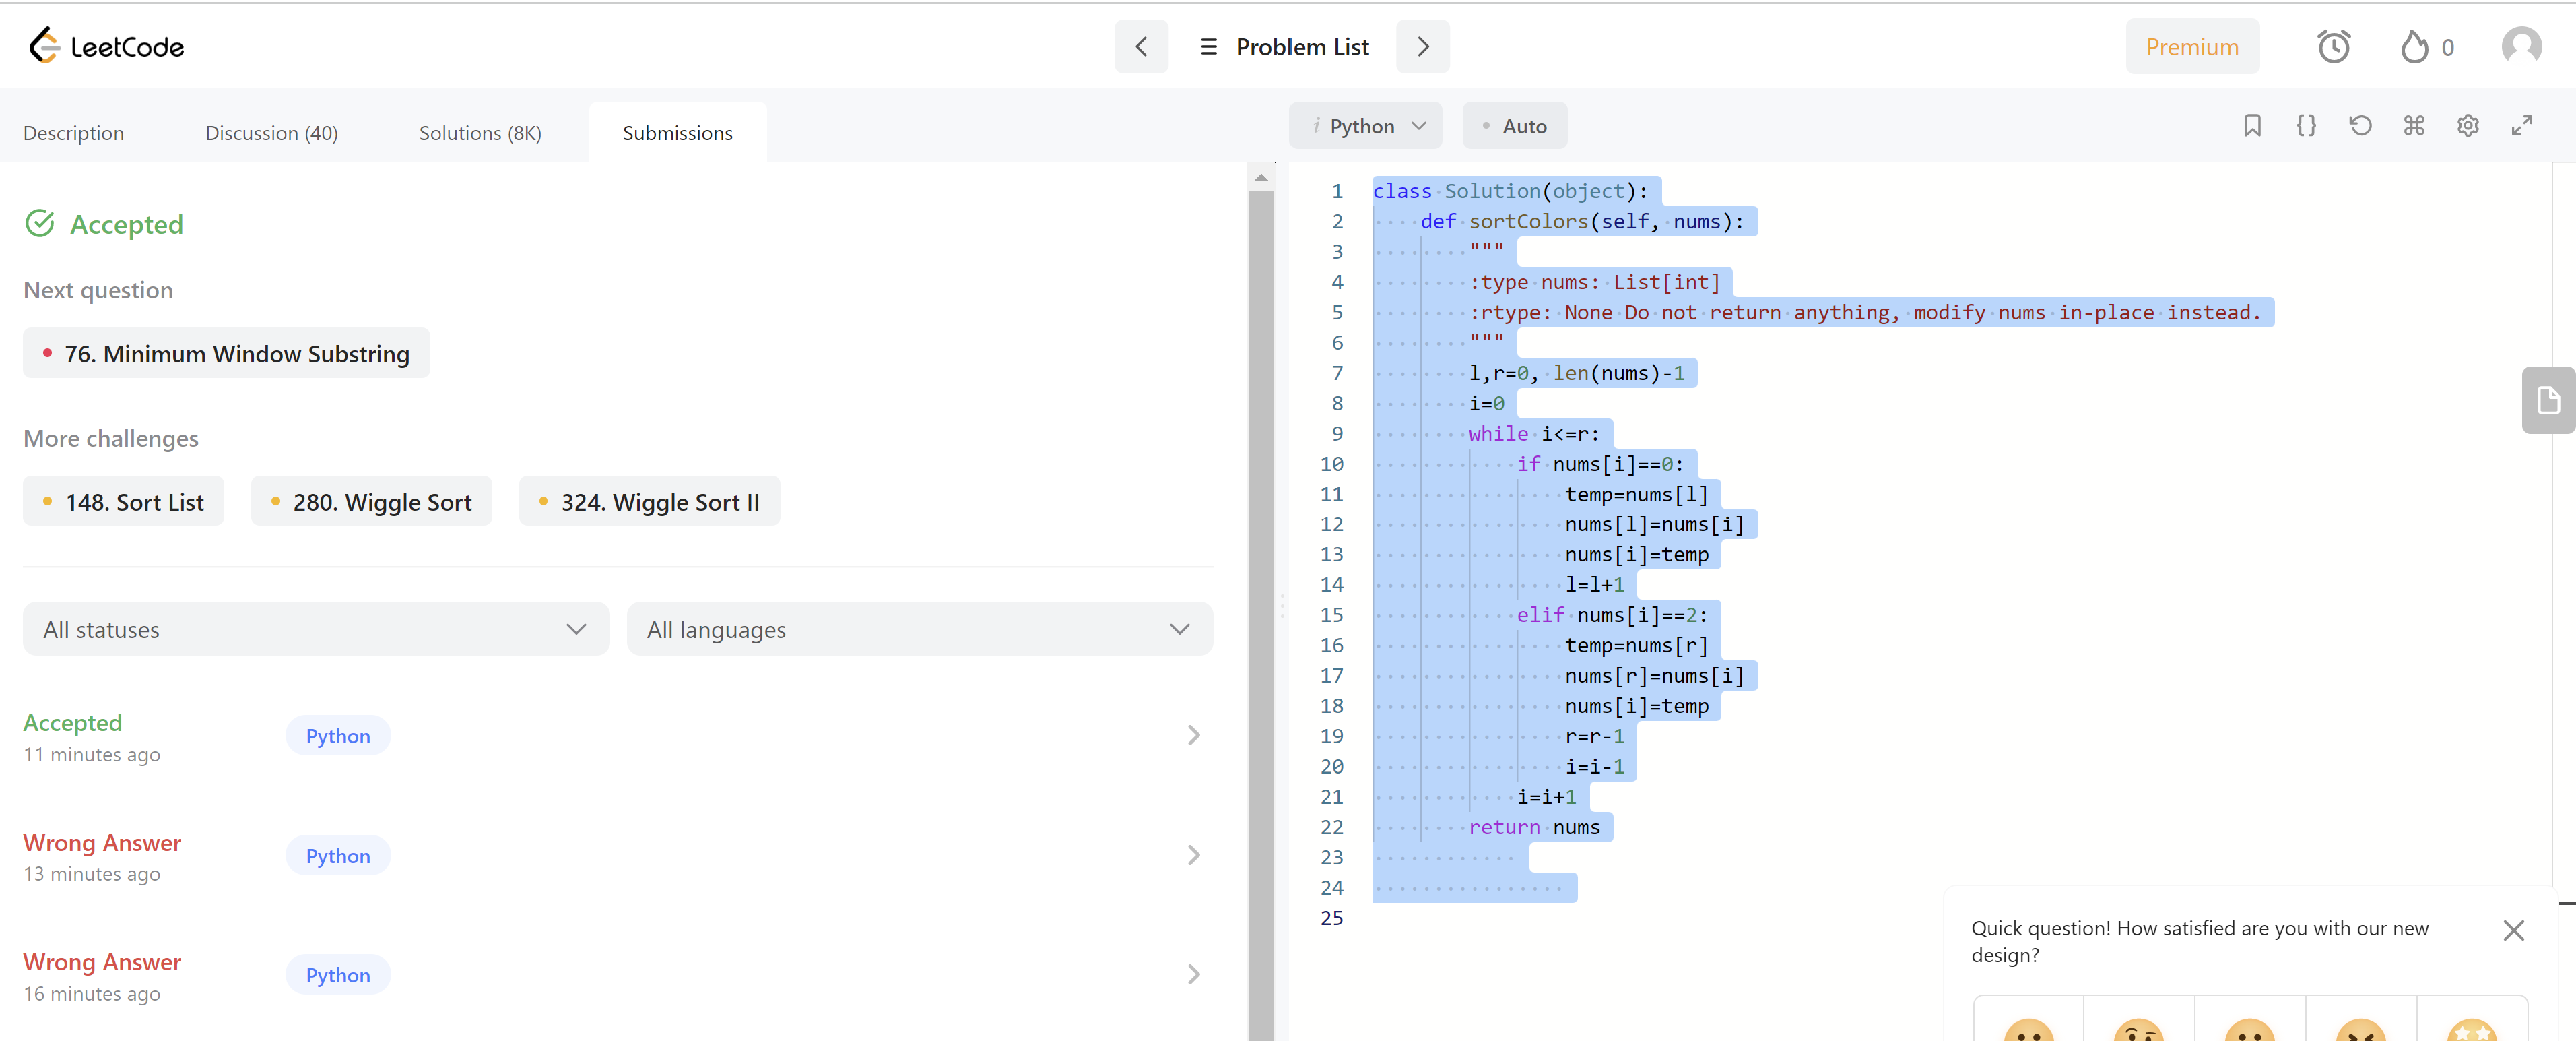 LeetCode
Problem List
Premium
0
Description
Discussion (40)
Solutions (8K)
Submissions
Accepted
Next question
76. Minimum Window Substring
More challenges
148. Sort List
280. Wiggle Sort
324. Wiggle Sort II
All statuses
All languages
Accepted
11 minutes ago
Python
Wrong Answer
13 minutes ago
Python
Wrong Answer
16 minutes ago
Python
i Python
Auto
1 class Solution(object):
2 def sortColors(self, nums):
3 """
4 :type nums: List[int]
5 :rtype: None Do not return anything, modify nums in-place instead.
6 """
7 l,r=0, len(nums)-1
8 i=0
9 while i<=r:
10 if nums[i]==0:
11 temp=nums[l]
12 nums[l]=nums[i]
13 nums[i]=temp
14 l=l+1
15 elif nums[i]==2:
16 temp=nums[r]
17 nums[r]=nums[i]
18 nums[i]=temp
19 r=r-1
20 i=i-1
21 i=i+1
22 return nums
23
24
25
Quick question! How satisfied are you with our new
design?